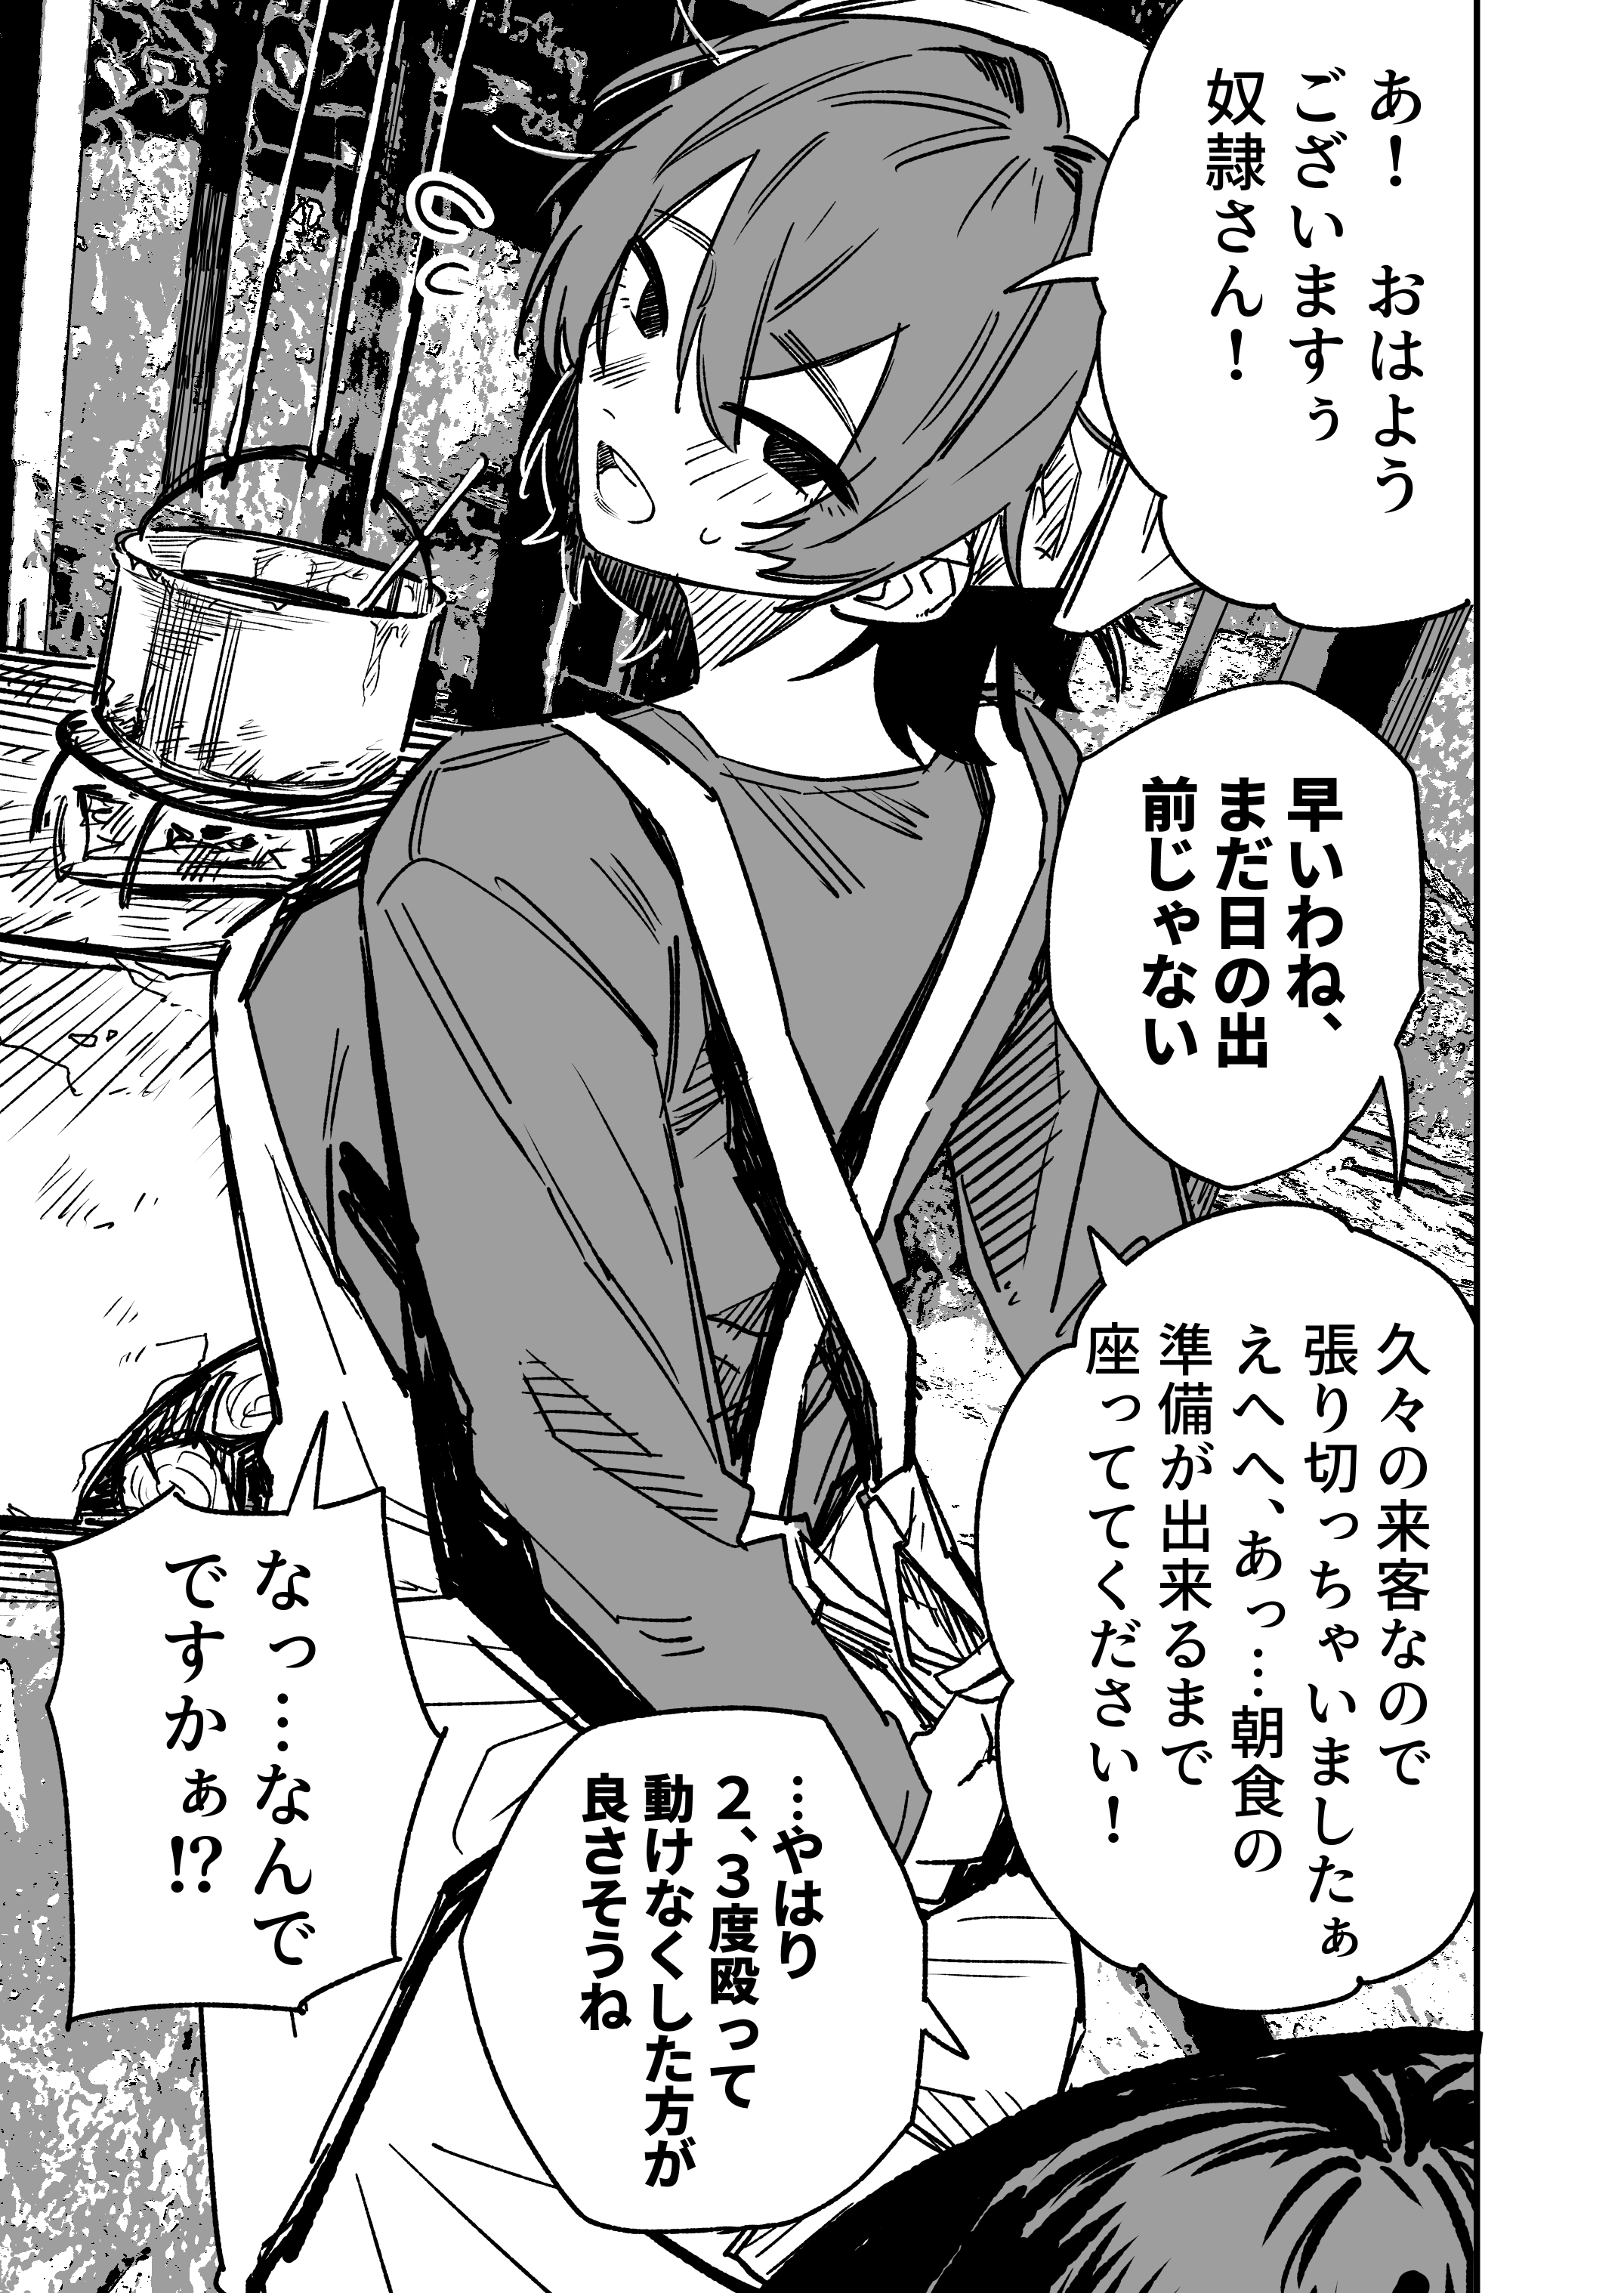 あ！　おはよう
ございますぅ
奴隷さん！
早いわね、
まだ日の出
前じゃない
久々の来客なので
張り切っちゃいましたぁ
えへへ、あっ…朝食の
準備が出来るまで
座っててください！
…やはり
２、３度殴って
動けなくした方が
良さそうね
なっ…なんで
ですかぁ!?